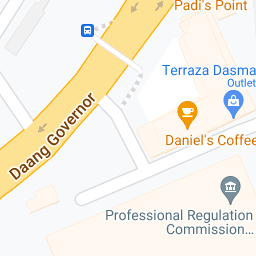 Padi's Point
Terraza Dasma
Outlet
Daang Governor
Daniel's Coffee
Professional Regulation
Commission...